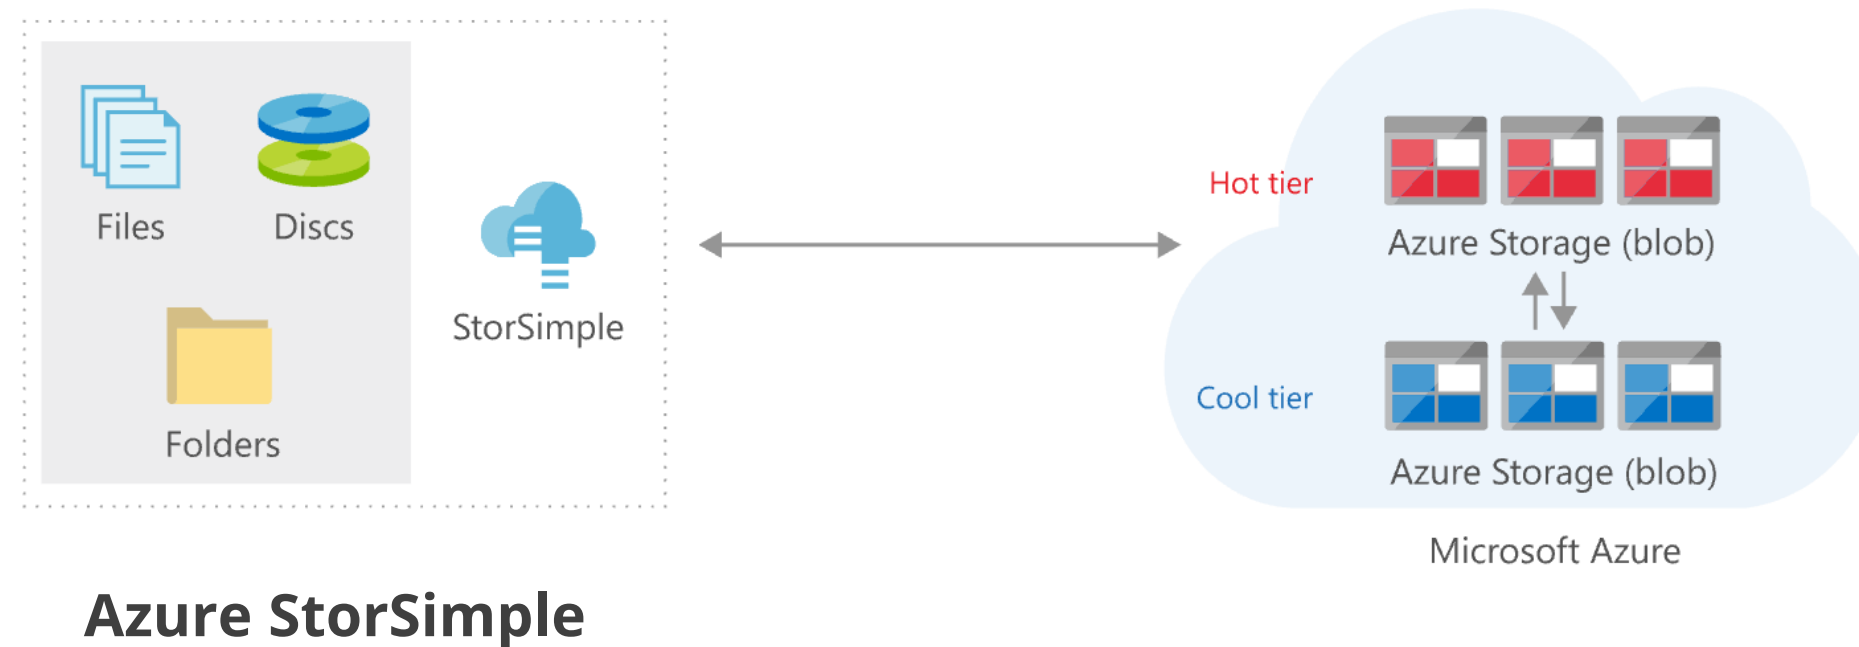 Files
Discs
Folders
StorSimple
Hot tier
Azure Storage (blob)
Cool tier
Azure Storage (blob)
Microsoft Azure
Azure StorSimple